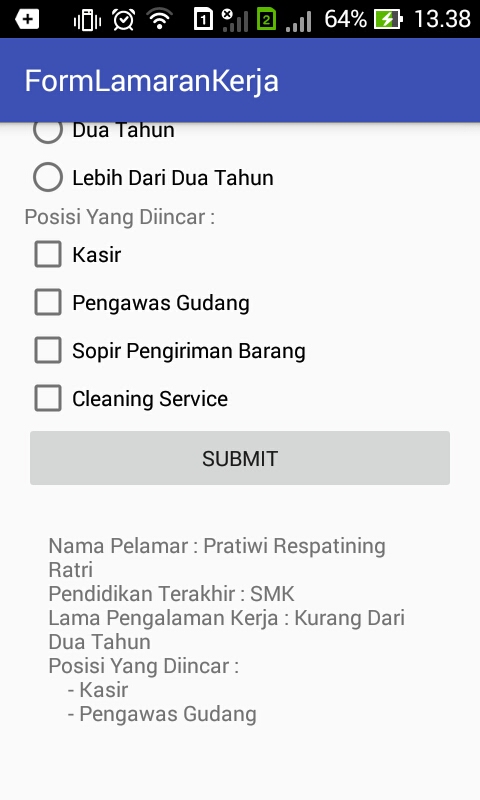 1 2 64% 13.38
FormLamaranKerja
Dua Tahun
Lebih Dari Dua Tahun
Posisi Yang Diincar :
Kasir
Pengawas Gudang
Sopir Pengiriman Barang
Cleaning Service
SUBMIT
Nama Pelamar : Pratiwi Respatining
Ratri
Pendidikan Terakhir : SMK
Lama Pengalaman Kerja : Kurang Dari
Dua Tahun
Posisi Yang Diincar :
- Kasir
- Pengawas Gudang